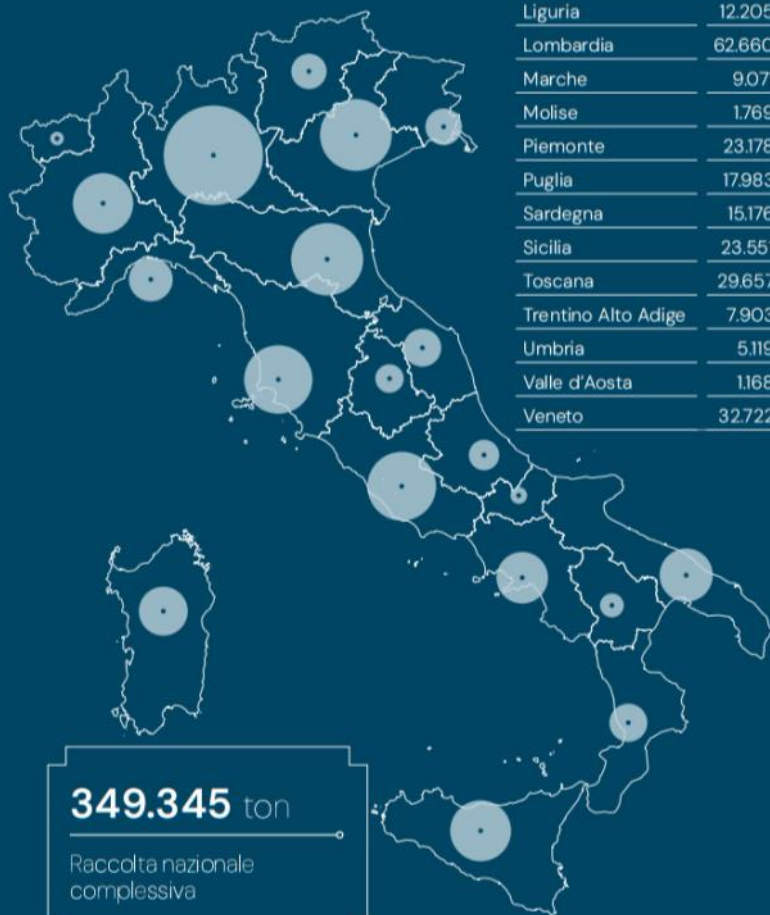 Liguria 12.205
Lombardia 62.660
Marche 9.071
Molise 1.769
Piemonte 23.178
Puglia 17.983
Sardegna 15.176
Sicilia 23.551
Toscana 29.657
Trentino Alto Adige 7.903
Umbria 5.119
Valle d'Aosta 1.168
Veneto 32.722
349.345 ton
Raccolta nazionale
complessiva